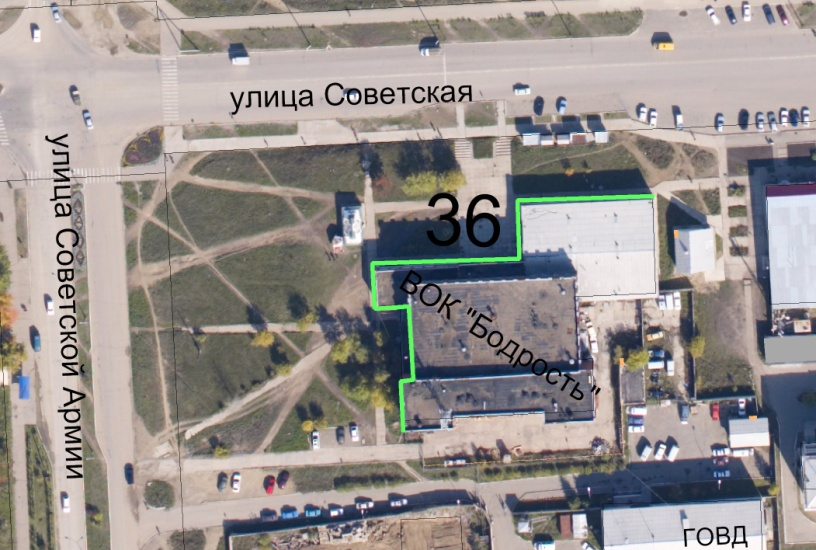 улица Советская
улица Советской Армии
36
ВОК "Бодрость"
ГОВД